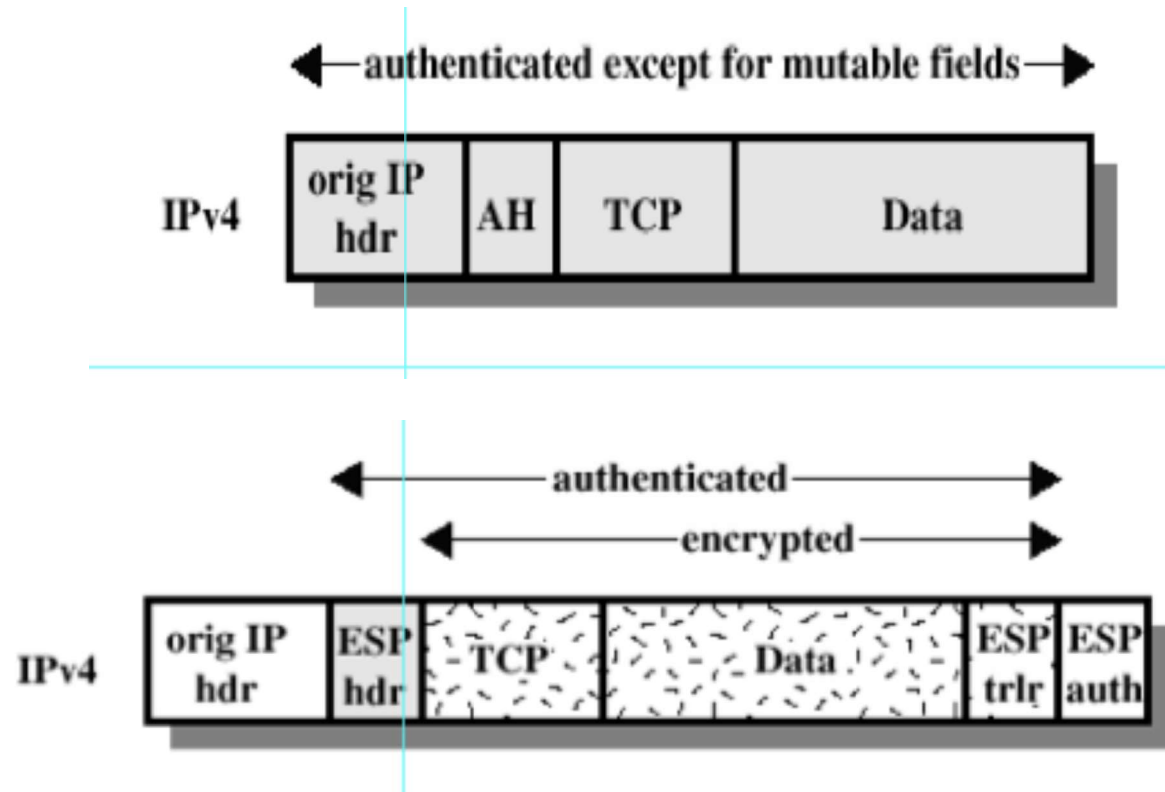 authenticated except for mutable fields
IPv4
orig IP
hdr
AH
TCP
Data
authenticated
encrypted
IPv4
orig IP
hdr
ESP
hdr
TCP
Data
ESP
trlr
ESP
auth